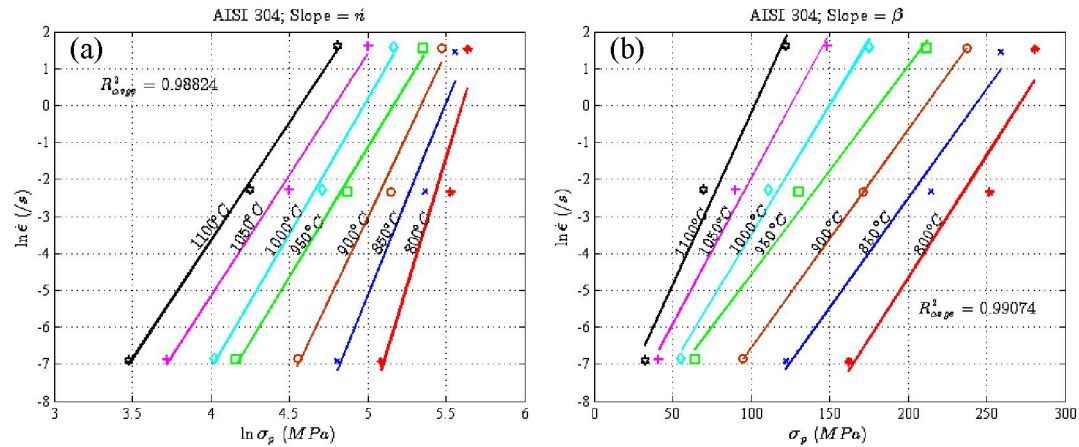 AISI 304; Slope = ń
(a)
R²avge = 0.98824
ln ε̇ (/s)
2
1
0
-1
-2
-3
-4
-5
-6
-7
-8
1100°C
1050°C
1000°C
950°C
900°C
850°C
800°C
3
3.5
4
4.5
5
5.5
6
ln σp (MPa)
AISI 304; Slope = β
(b)
R²avge = 0.99074
ln ε̇ (/s)
2
1
0
-1
-2
-3
-4
-5
-6
-7
-8
1100°C
1050°C
1000°C
950°C
900°C
850°C
800°C
0
50
100
150
200
250
300
σp (MPa)